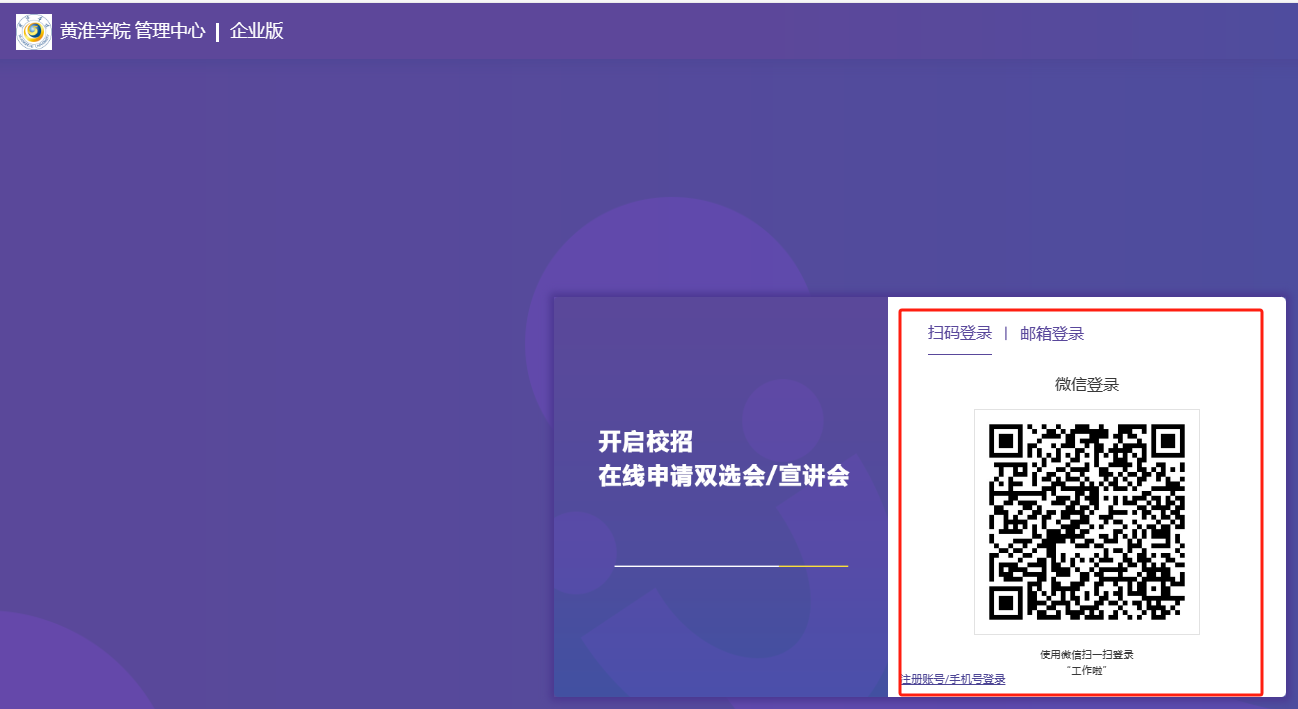 黄淮学院 管理中心 | 企业版
开启校招
在线申请双选会/宣讲会
扫码登录 | 邮箱登录
微信登录
使用微信扫一扫登录
“工作啦”
注册账号/手机号登录